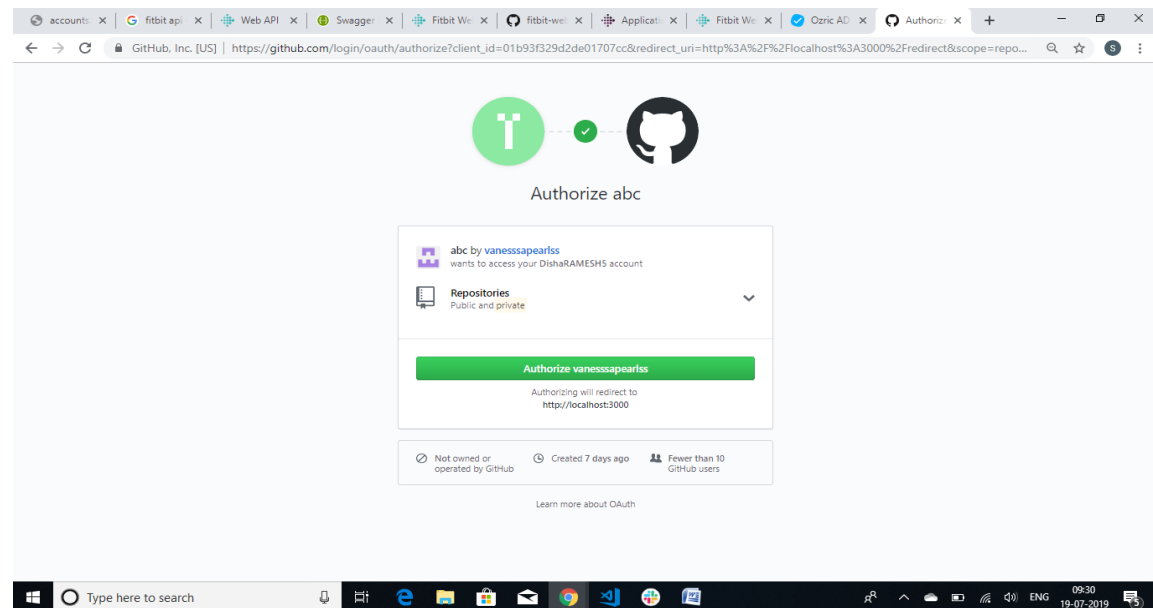 accounts
fitbit api
Web API
Swagger
Fitbit We
fitbit-web
Applicati
Fitbit We
Ozric AD
Authorize
GitHub, Inc. [US] | https://github.com/login/oauth/authorize?client_id=01b93f329d2de01707cc&redirect_uri=http%3A%2F%2Flocalhost%3A3000%2Fredirect&scope=repo...
S
Authorize abc
abc by vanesssapearlss
wants to access your DishaRAMESH5 account
Repositories
Public and private
Authorize vanesssapearlss
Authorizing will redirect to
http://localhost:3000
Not owned or
operated by GitHub
Created 7 days ago
Fewer than 10
GitHub users
Learn more about OAuth
Type here to search
ENG
09:30
19-07-2019
5